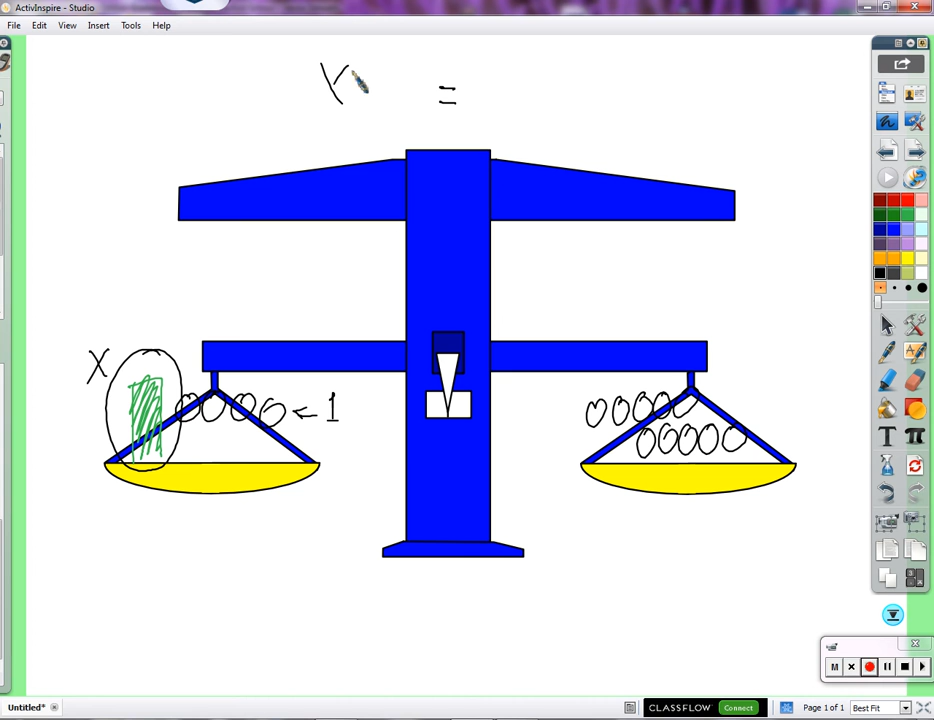 ActivInspire - Studio
File Edit View Insert Tools Help
=
X
← 1
T π
M
Untitled*
CLASSFLOW Connect
Page 1 of 1
Best Fit